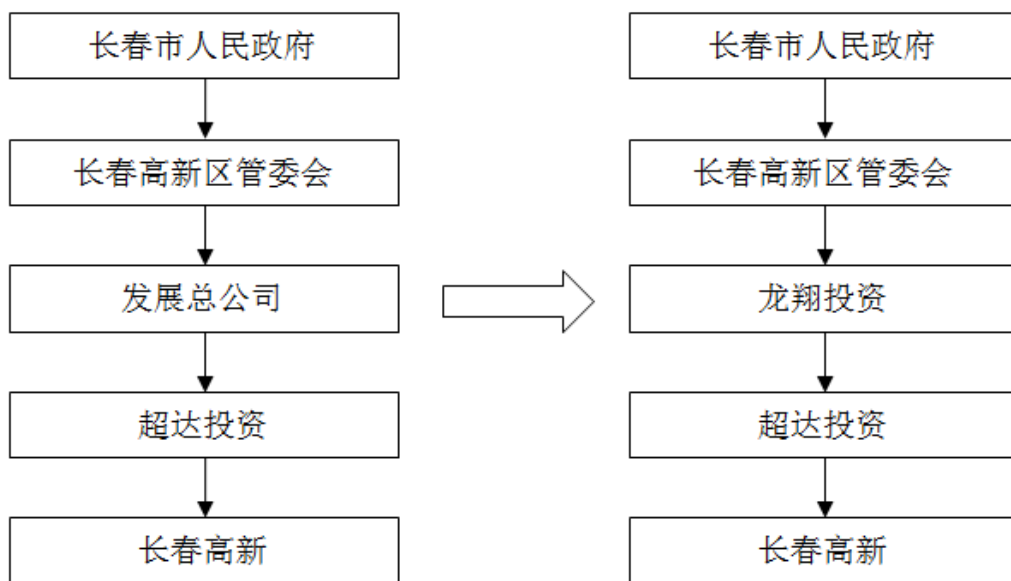 长春市人民政府
长春高新区管委会
发展总公司
超达投资
长春高新
长春市人民政府
长春高新区管委会
龙翔投资
超达投资
长春高新